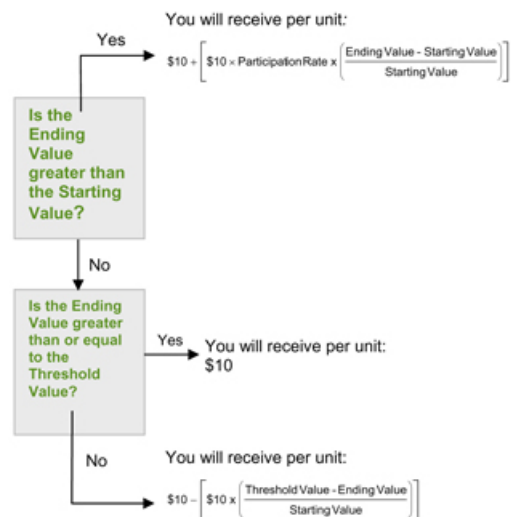 You will receive per unit:
Yes
$10 + [ $10 × Participation Rate x ( Ending Value - Starting Value
Starting Value ) ]
Is the
Ending
Value
greater than
the Starting
Value?
No
Is the Ending
Value greater
than or equal
to the
Threshold
Value?
Yes
You will receive per unit:
$10
No
You will receive per unit:
$10 – [ $10 x ( Threshold Value - Ending Value
Starting Value ) ]